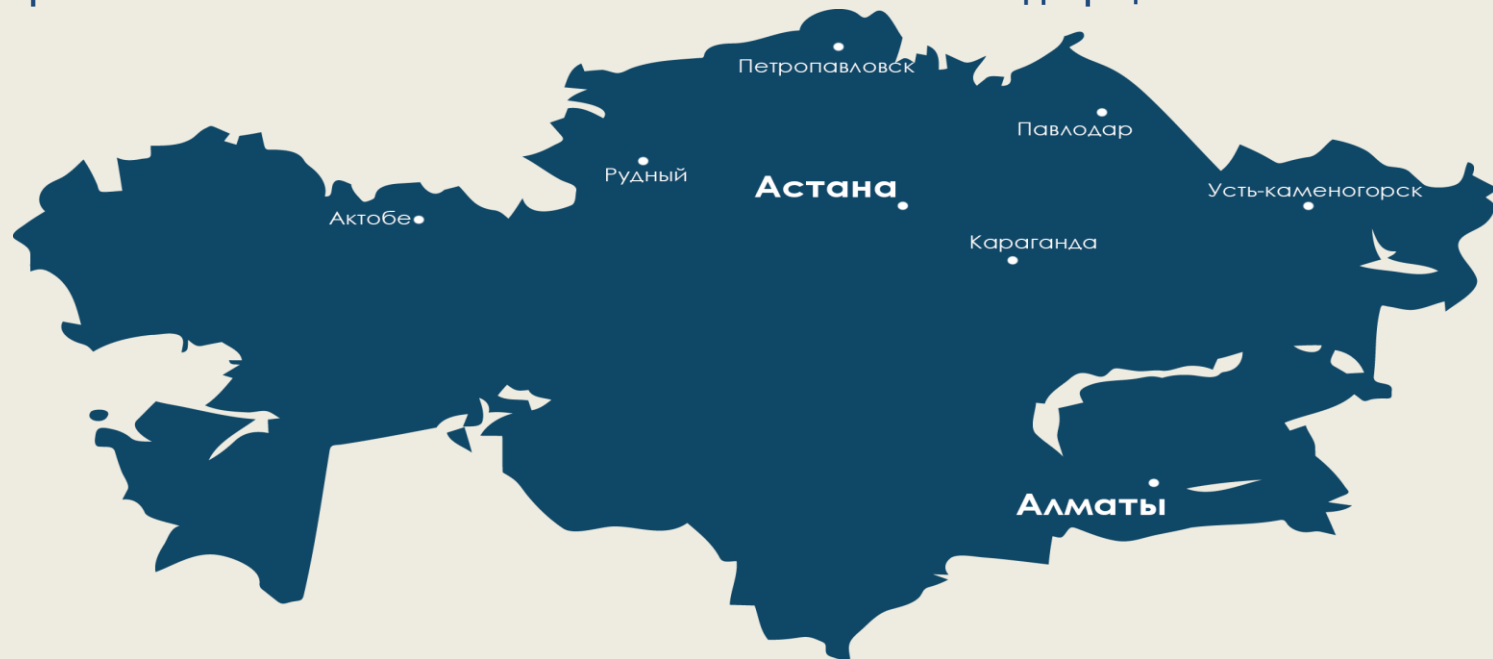 Петропавловск
Павлодар
Рудный
Астана
Усть-каменогорск
Актобе
Караганда
Алматы